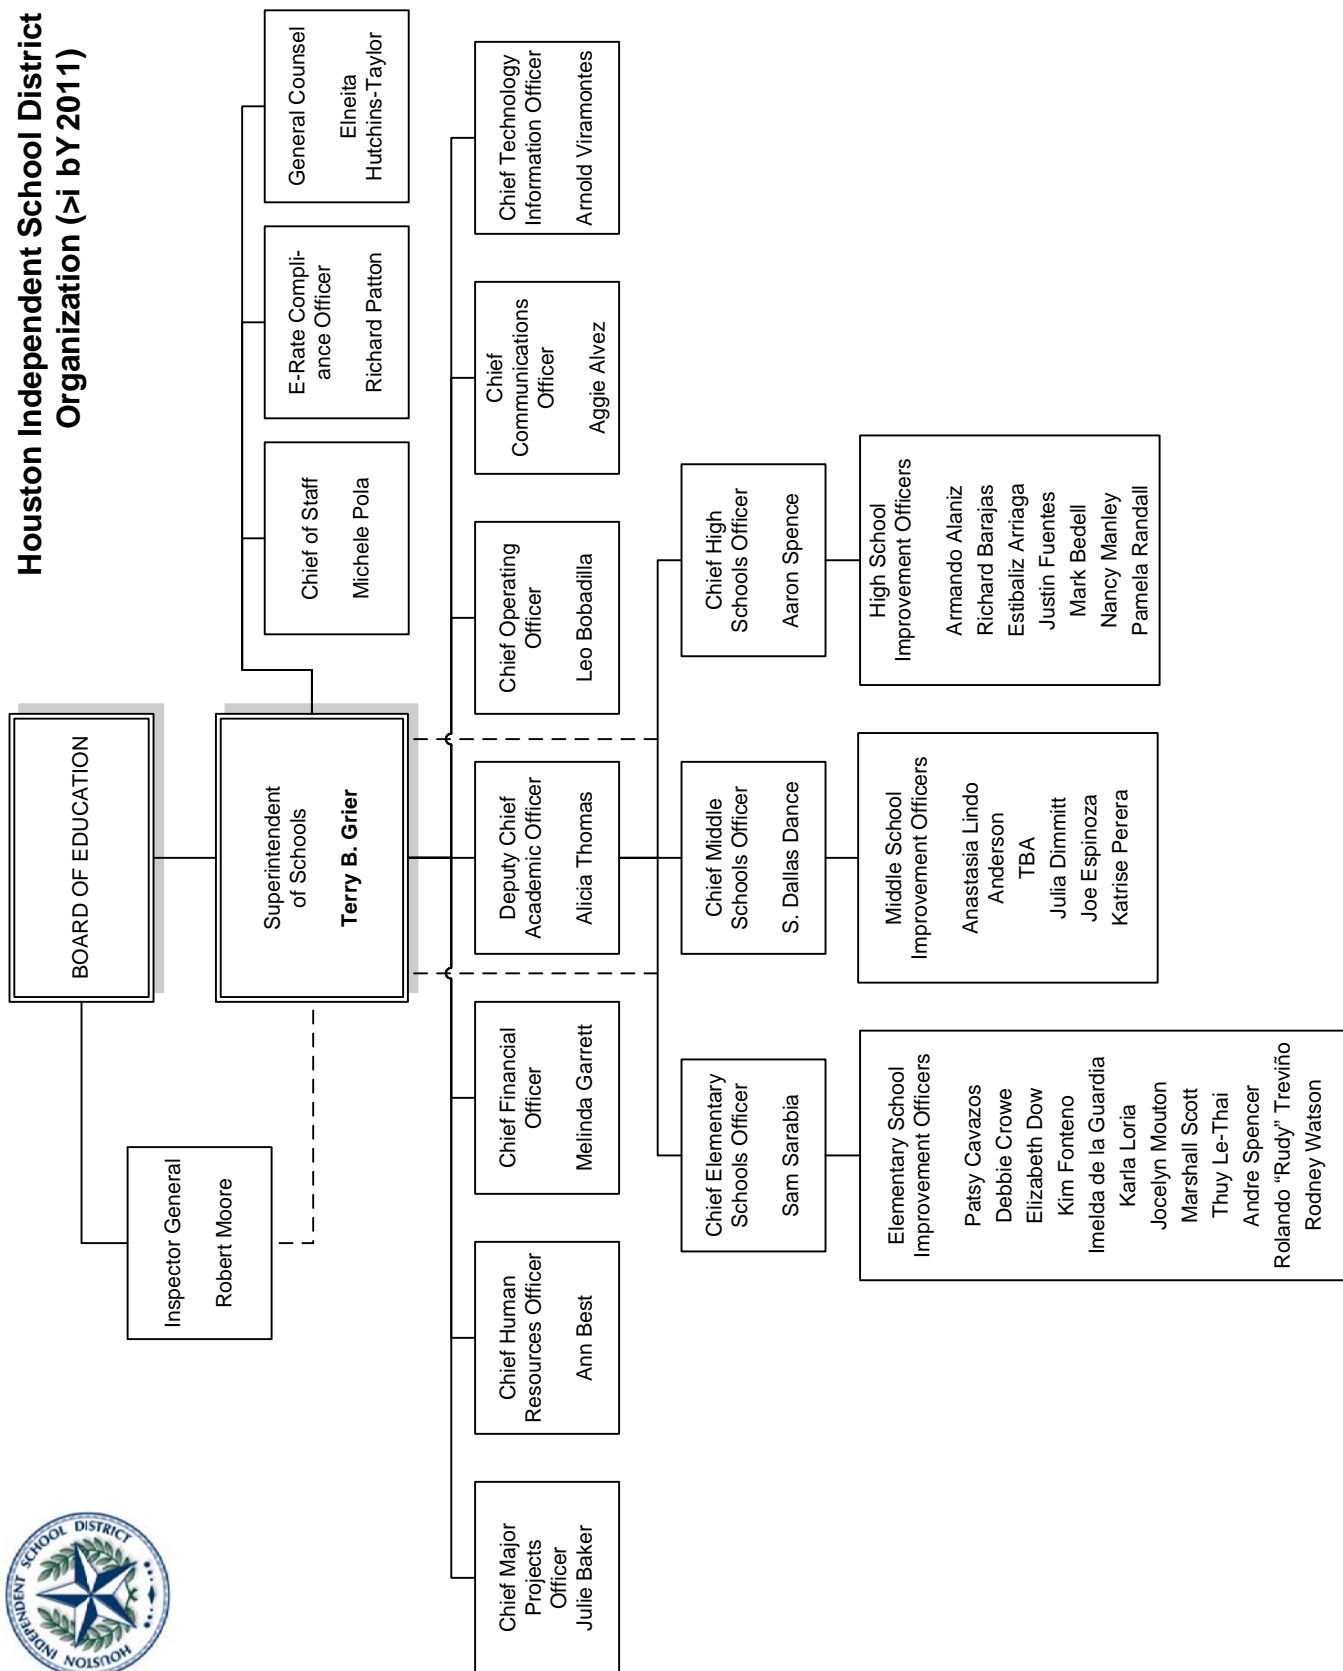 HOUSTON INDEPENDENT SCHOOL DISTRICT
Houston Independent School District
Organization (>i bY 2011)
BOARD OF EDUCATION
Inspector General
Robert Moore
Superintendent
of Schools
Terry B. Grier
Chief of Staff
Michele Pola
E-Rate Compli-
ance Officer
Richard Patton
General Counsel
Elneita
Hutchins-Taylor
Chief Major
Projects
Officer
Julie Baker
Chief Human
Resources Officer
Ann Best
Chief Financial
Officer
Melinda Garrett
Deputy Chief
Academic Officer
Alicia Thomas
Chief Operating
Officer
Leo Bobadilla
Chief
Communications
Officer
Aggie Alvez
Chief Technology
Information Officer
Arnold Viramontes
Chief Elementary
Schools Officer
Sam Sarabia
Chief Middle
Schools Officer
S. Dallas Dance
Chief High
Schools Officer
Aaron Spence
Elementary School
Improvement Officers
Patsy Cavazos
Debbie Crowe
Elizabeth Dow
Kim Fonteno
Imelda de la Guardia
Karla Loria
Jocelyn Mouton
Marshall Scott
Thuy Le-Thai
Andre Spencer
Rolando “Rudy” Treviño
Rodney Watson
Middle School
Improvement Officers
Anastasia Lindo
Anderson
TBA
Julia Dimmitt
Joe Espinoza
Katrise Perera
High School
Improvement Officers
Armando Alaniz
Richard Barajas
Estibaliz Arriaga
Justin Fuentes
Mark Bedell
Nancy Manley
Pamela Randall